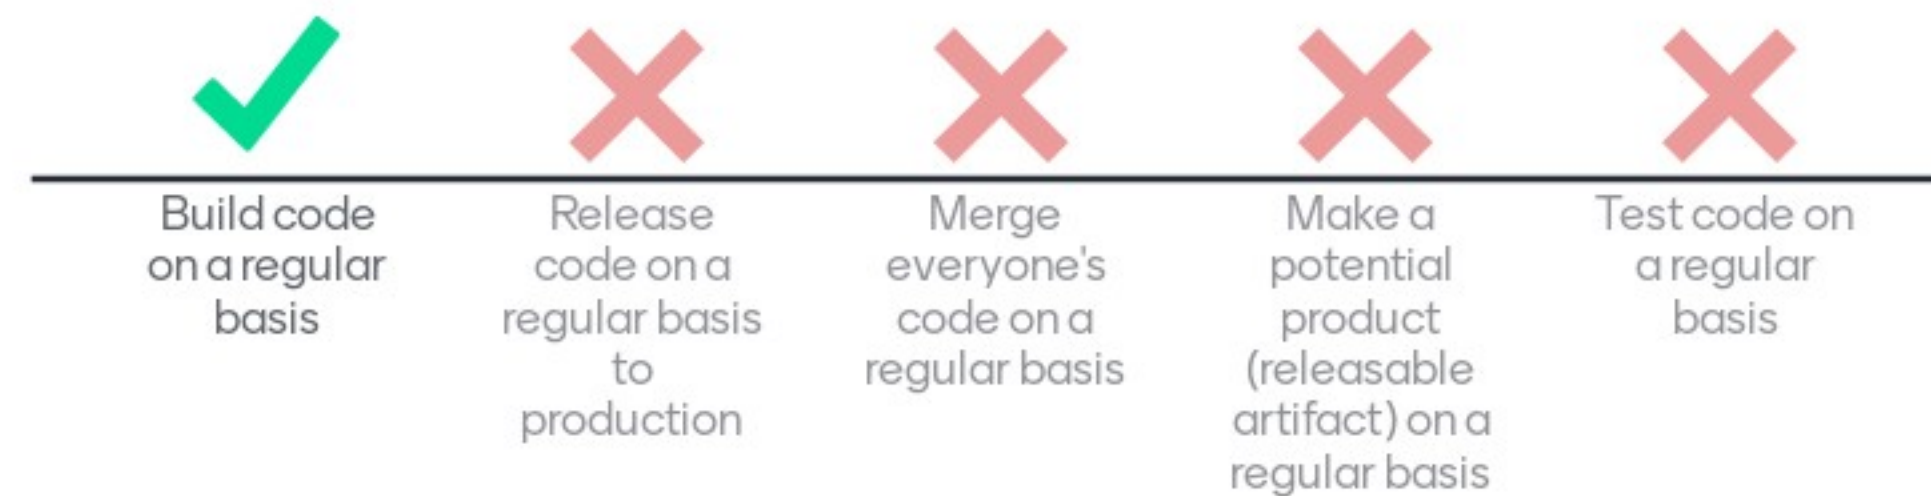 Build code
on a regular
basis
Release
code on a
regular basis
to
production
Merge
everyone's
code on a
regular basis
Make a
potential
product
(releasable
artifact) on a
regular basis
Test code on
a regular
basis